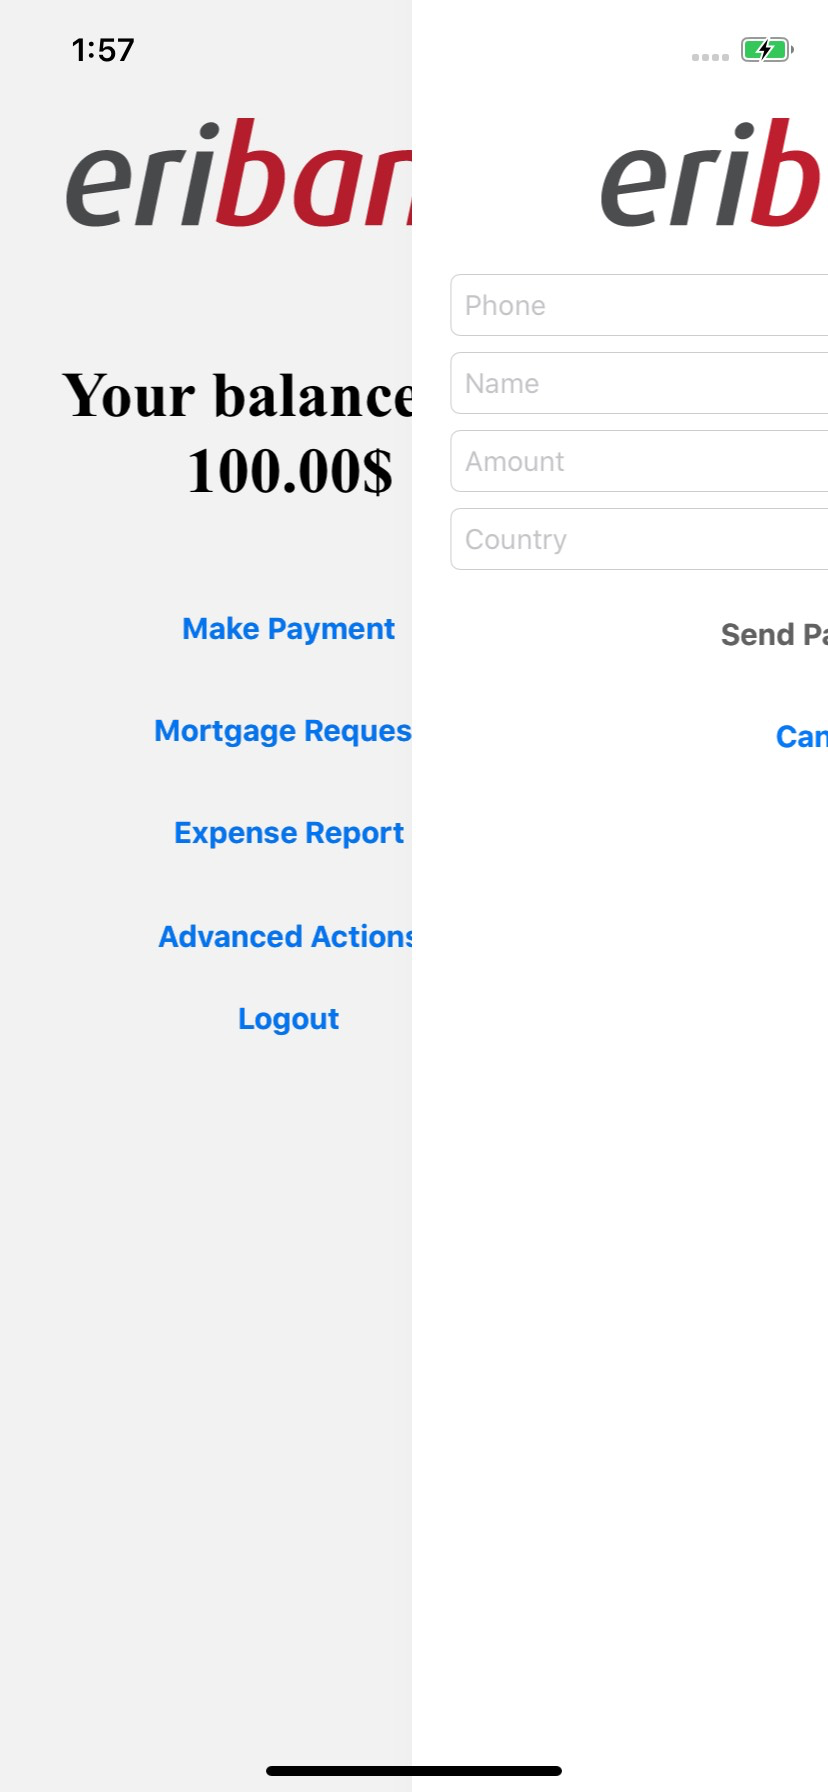 1:57
eriban
Your balance
100.00$
Make Payment
Mortgage Reques
Expense Report
Advanced Actions
Logout
erib
Phone
Name
Amount
Country
Send Pa
Can